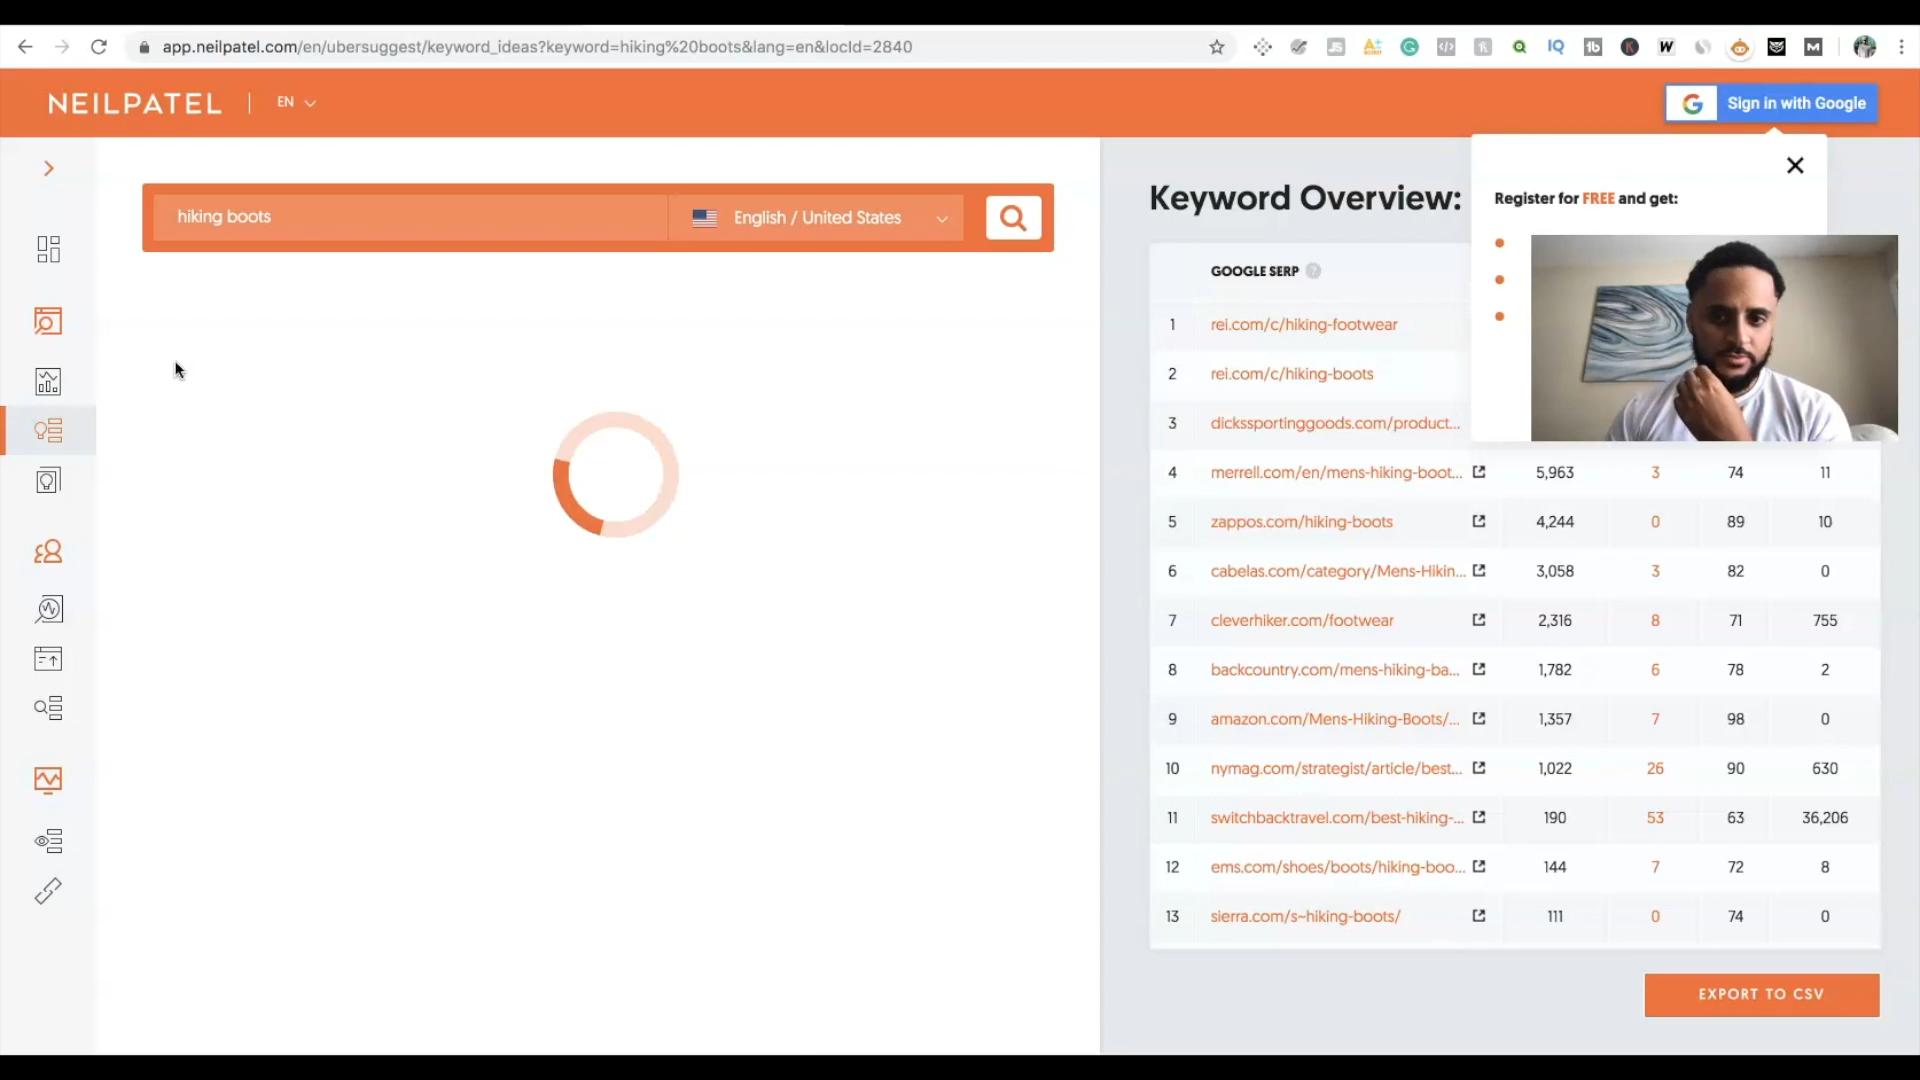 app.neilpatel.com/en/ubersuggest/keyword_ideas?keyword=hiking%20boots&lang=en&locId=2840
NEILPATEL | EN
Sign in with Google
Register for FREE and get:
hiking boots
English / United States
Keyword Overview:
GOOGLE SERP ?
1 rei.com/c/hiking-footwear
2 rei.com/c/hiking-boots
3 dickssportinggoods.com/product...
4 merrell.com/en/mens-hiking-boot... 5,963 3 74 11
5 zappos.com/hiking-boots 4,244 0 89 10
6 cabelas.com/category/Mens-Hikin... 3,058 3 82 0
7 cleverhiker.com/footwear 2,316 8 71 755
8 backcountry.com/mens-hiking-ba... 1,782 6 78 2
9 amazon.com/Mens-Hiking-Boots/... 1,357 7 98 0
10 nymag.com/strategist/article/best... 1,022 26 90 630
11 switchbacktravel.com/best-hiking-... 190 53 63 36,206
12 ems.com/shoes/boots/hiking-boo... 144 7 72 8
13 sierra.com/s~hiking-boots/ 111 0 74 0
EXPORT TO CSV